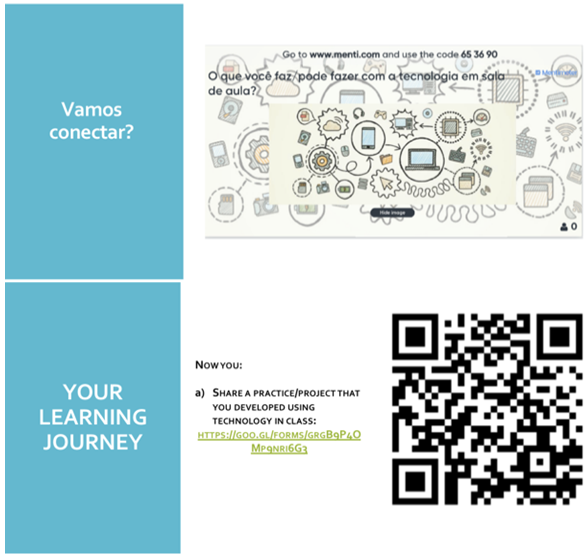 Vamos
conectar?
Go to www.menti.com and use the code 65 36 90
O que você faz/pode fazer com a tecnologia em sala
de aula?
Mentimeter
Hide image
0
YOUR
LEARNING
JOURNEY
NOW YOU:
a) SHARE A PRACTICE/PROJECT THAT
YOU DEVELOPED USING
TECHNOLOGY IN CLASS:
HTTPS://GOO.GL/FORMS/GRGB9P4O
MP9NRI6G3